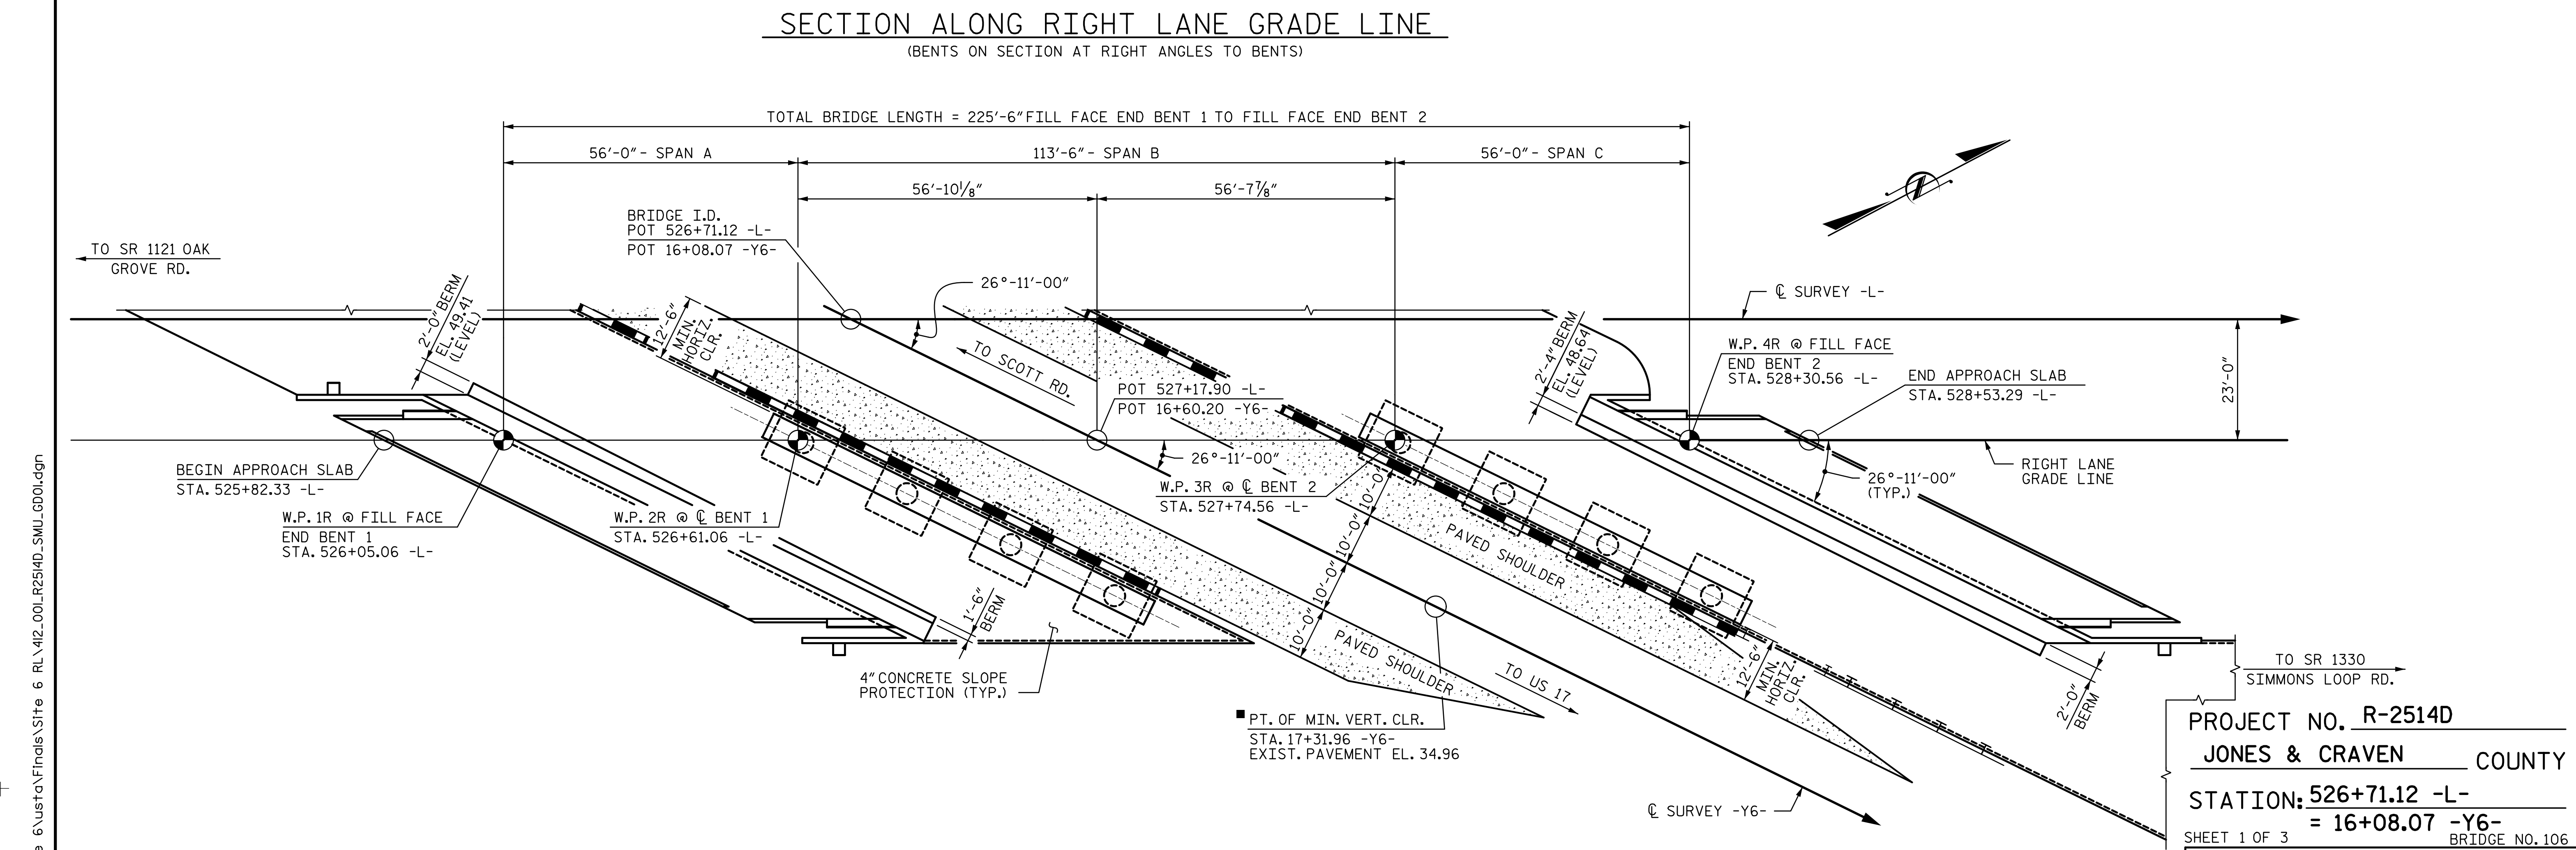 SECTION ALONG RIGHT LANE GRADE LINE
(BENTS ON SECTION AT RIGHT ANGLES TO BENTS)
TOTAL BRIDGE LENGTH = 225'-6" FILL FACE END BENT 1 TO FILL FACE END BENT 2
56'-0" - SPAN A
113'-6" - SPAN B
56'-0" - SPAN C
56'-10 1/8"
56'-7 7/8"
BRIDGE I.D.
POT 526+71.12 -L-
POT 16+08.07 -Y6-
TO SR 1121 OAK
GROVE RD.
2'-0" BERM
EL. 49.41
(LEVEL)
12'-6"
MIN.
HORIZ.
CLR.
26°-11'-00"
TO SCOTT RD.
POT 527+17.90 -L-
POT 16+60.20 -Y6-
26°-11'-00"
2'-4" BERM
EL. 48.64
(LEVEL)
℄ SURVEY -L-
W.P. 4R @ FILL FACE
END BENT 2
STA. 528+30.56 -L-
END APPROACH SLAB
STA. 528+53.29 -L-
23'-0"
BEGIN APPROACH SLAB
STA. 525+82.33 -L-
W.P. 1R @ FILL FACE
END BENT 1
STA. 526+05.06 -L-
W.P. 2R @ ℄ BENT 1
STA. 526+61.06 -L-
W.P. 3R @ ℄ BENT 2
STA. 527+74.56 -L-
26°-11'-00"
(TYP.)
RIGHT LANE
GRADE LINE
10'-0"
10'-0"
10'-0"
10'-0"
PAVED SHOULDER
PAVED SHOULDER
1'-6"
BERM
4" CONCRETE SLOPE
PROTECTION (TYP.)
TO US 17
12'-6"
MIN.
HORIZ.
CLR.
■ PT. OF MIN. VERT. CLR.
STA. 17+31.96 -Y6-
EXIST. PAVEMENT EL. 34.96
℄ SURVEY -Y6-
2'-0"
BERM
TO SR 1330
SIMMONS LOOP RD.
PROJECT NO. R-2514D
JONES & CRAVEN COUNTY
STATION: 526+71.12 -L-
= 16+08.07 -Y6-
SHEET 1 OF 3 BRIDGE NO. 106
6\usta\Finals\Site 6 RL\412_001_R2514D_SMU_GD01.dgn